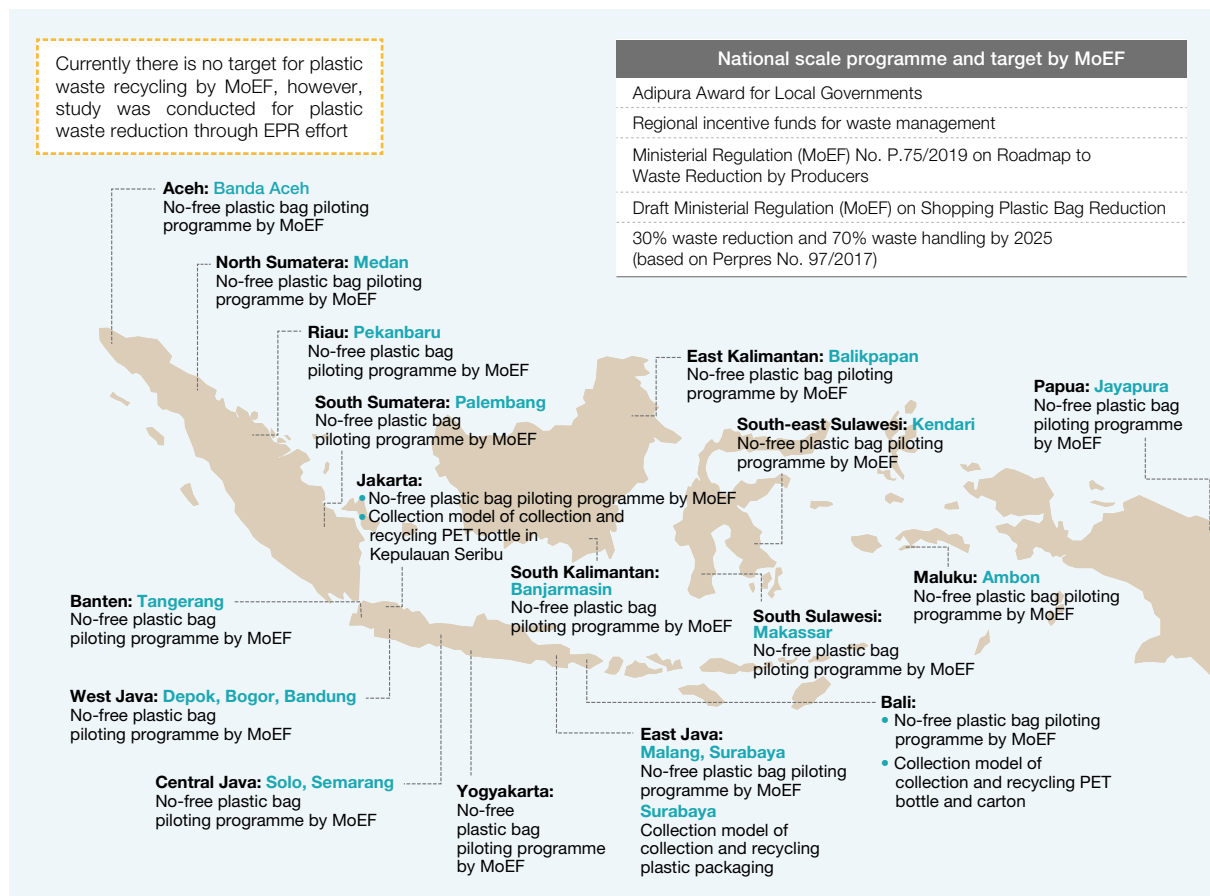 Currently there is no target for plastic
waste recycling by MoEF, however,
study was conducted for plastic
waste reduction through EPR effort
National scale programme and target by MoEF
Adipura Award for Local Governments
Regional incentive funds for waste management
Ministerial Regulation (MoEF) No. P.75/2019 on Roadmap to
Waste Reduction by Producers
Draft Ministerial Regulation (MoEF) on Shopping Plastic Bag Reduction
30% waste reduction and 70% waste handling by 2025
(based on Perpres No. 97/2017)
Aceh: Banda Aceh
No-free plastic bag piloting
programme by MoEF
North Sumatera: Medan
No-free plastic bag piloting
programme by MoEF
Riau: Pekanbaru
No-free plastic bag
piloting programme by MoEF
South Sumatera: Palembang
No-free plastic bag
piloting programme by MoEF
Jakarta:
• No-free plastic bag piloting programme by MoEF
• Collection model of collection and
recycling PET bottle in
Kepulauan Seribu
East Kalimantan: Balikpapan
No-free plastic bag piloting
programme by MoEF
South-east Sulawesi: Kendari
No-free plastic bag piloting
programme by MoEF
Papua: Jayapura
No-free plastic bag
piloting programme
by MoEF
South Kalimantan:
Banjarmasin
No-free plastic bag
piloting programme by MoEF
South Sulawesi:
Makassar
No-free plastic bag
piloting programme by MoEF
Maluku: Ambon
No-free plastic bag piloting
programme by MoEF
Banten: Tangerang
No-free plastic bag
piloting programme by MoEF
West Java: Depok, Bogor, Bandung
No-free plastic bag
piloting programme by MoEF
Central Java: Solo, Semarang
No-free plastic bag
piloting programme by MoEF
Yogyakarta:
No-free
plastic bag
piloting programme
by MoEF
East Java:
Malang, Surabaya
No-free plastic bag piloting
programme by MoEF
Surabaya
Collection model of
collection and recycling
plastic packaging
Bali:
• No-free plastic bag piloting
programme by MoEF
• Collection model of
collection and recycling PET
bottle and carton